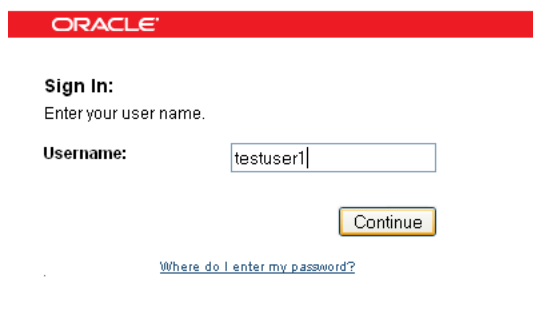 ORACLE
Sign In:
Enter your user name.
Username:
testuser1
Continue
Where do I enter my password?